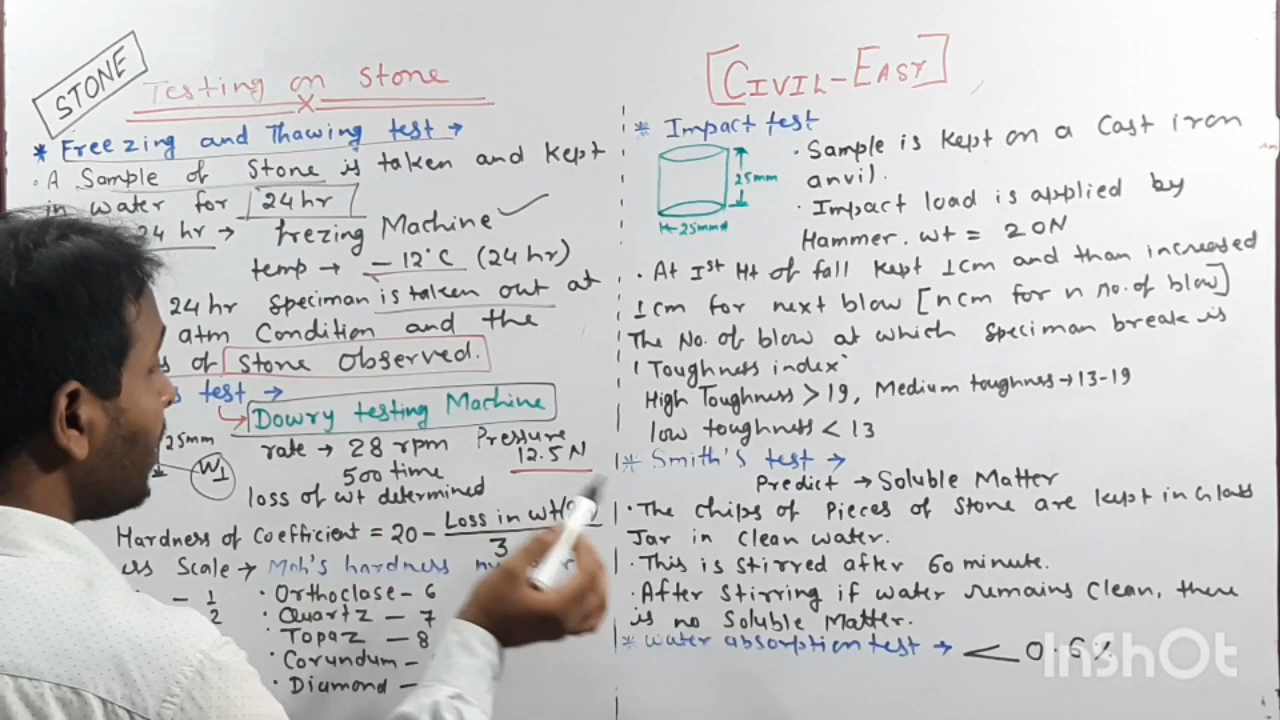 STONE
Testing on Stone
* Freezing and Thawing test →
· A Sample of Stone is taken and kept
in water for 24 hr
24 hr → frezing Machine ✓
temp → -12°C (24 hr)
24 hr Speciman is taken out at
atm Condition and the
of Stone Observed.
test →
Dowry testing Machine
rate → 28 rpm Pressure
12.5 N
500 time
loss of wt determined
25mm
W1
Hardness of Coefficient = 20 - Loss in wt
3
Scale → Moh's hardness
- 1
2
· Orthoclose - 6
· Quartz - 7
· Topaz - 8
· Corundum -
· Diamond -
[CIVIL-EASY]
* Impact test
25mm
25mm
· Sample is kept on a Cast iron
anvil.
· Impact load is applied by
Hammer. wt = 20N
· At Ist Ht of fall kept 1cm and than increased
1cm for next blow [n cm for n no. of blow]
The No. of blow at which Speciman break is
'Toughness index'
High Toughness > 19, Medium toughness → 13-19
low toughness < 13
* Smith's test →
Predict → Soluble Matter
· The chips of Pieces of Stone are kept in Glass
Jar in Clean water.
· This is Stirred after 60 minute.
· After Stirring if water remains Clean, there
is no Soluble Matter.
* Water absorption test → < 0.6%
InShOt